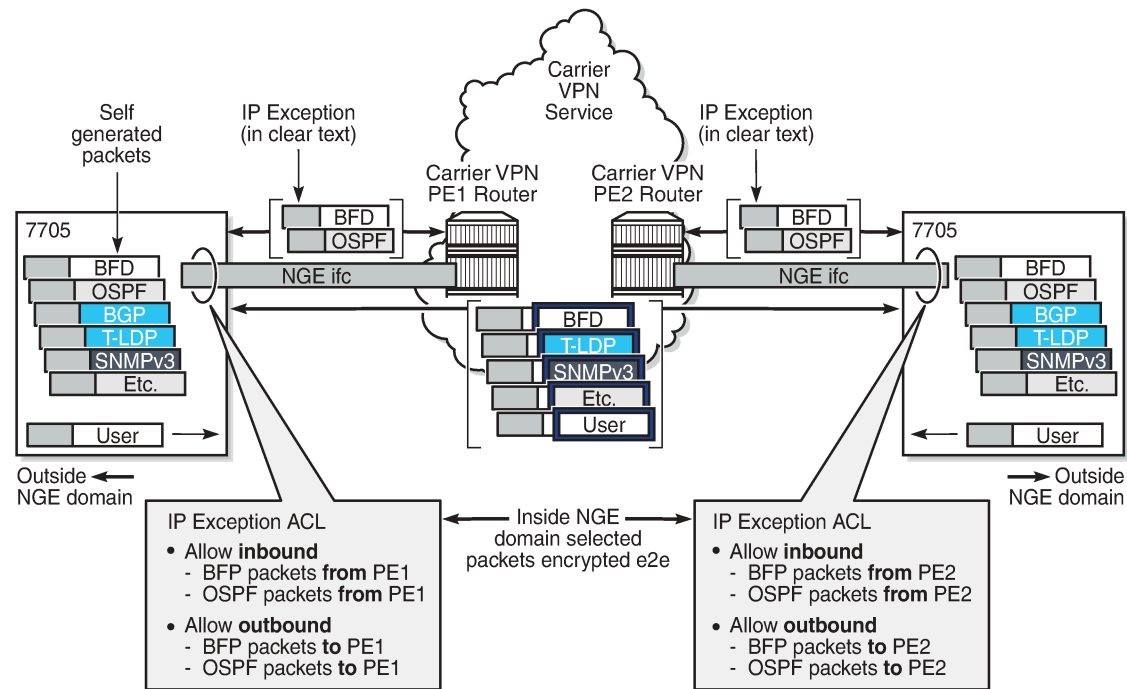 Carrier
VPN
Service
Self
generated
packets
IP Exception
(in clear text)
IP Exception
(in clear text)
Carrier VPN
PE1 Router
Carrier VPN
PE2 Router
BFD
OSPF
BFD
OSPF
7705
BFD
OSPF
BGP
T-LDP
SNMPv3
Etc.
User
NGE ifc
NGE ifc
BFD
T-LDP
SNMPv3
Etc.
User
7705
BFD
OSPF
BGP
T-LDP
SNMPv3
Etc.
User
Outside
NGE domain
Outside
NGE domain
IP Exception ACL
• Allow inbound
- BFP packets from PE1
- OSPF packets from PE1
• Allow outbound
- BFP packets to PE1
- OSPF packets to PE1
Inside NGE
domain selected
packets encrypted e2e
IP Exception ACL
• Allow inbound
- BFP packets from PE2
- OSPF packets from PE2
• Allow outbound
- BFP packets to PE2
- OSPF packets to PE2